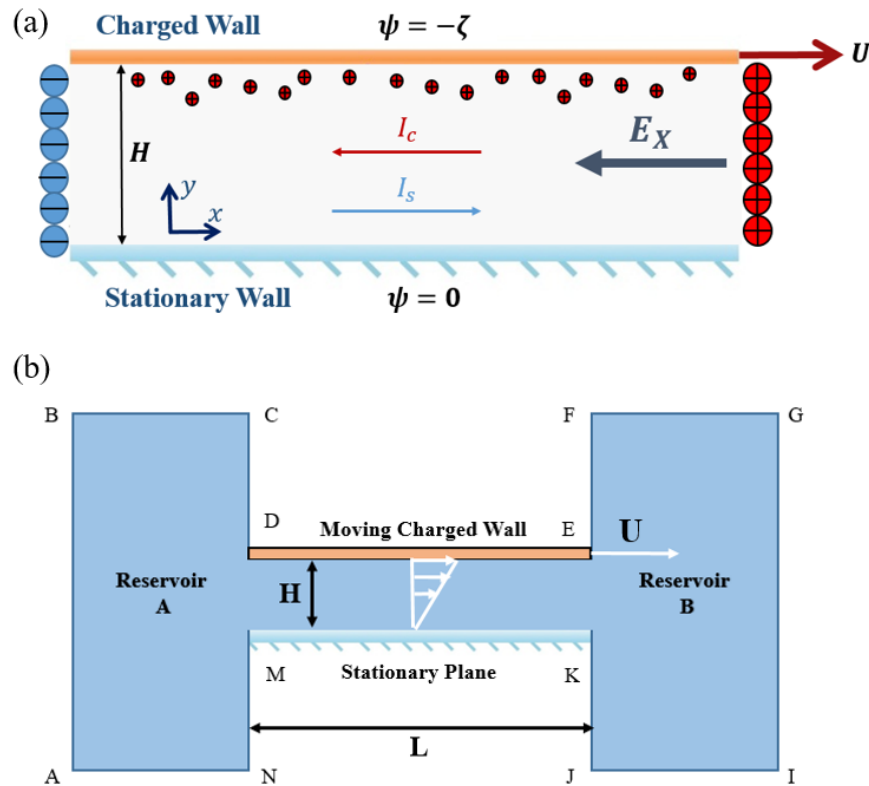 (a)
Charged Wall ψ = −ζ
U
H
I_c
E_X
I_s
y
x
Stationary Wall ψ = 0
(b)
B C F G
D Moving Charged Wall E U
Reservoir A
H
Reservoir B
M Stationary Plane K
L
A N J I